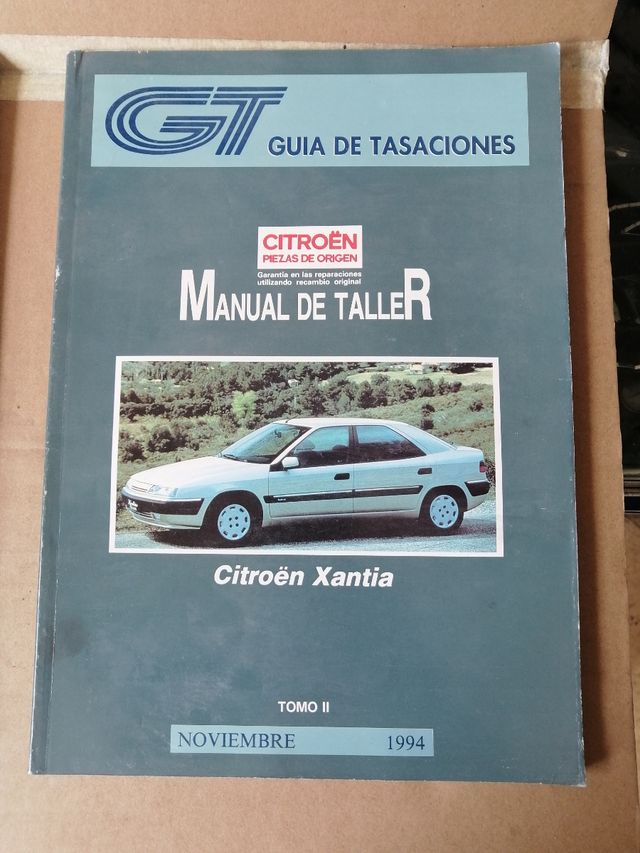 GT GUIA DE TASACIONES
CITROËN
PIEZAS DE ORIGEN
Garantía en las reparaciones
utilizando recambio original
MANUAL DE TALLER
Citroën Xantia
TOMO II
NOVIEMBRE 1994